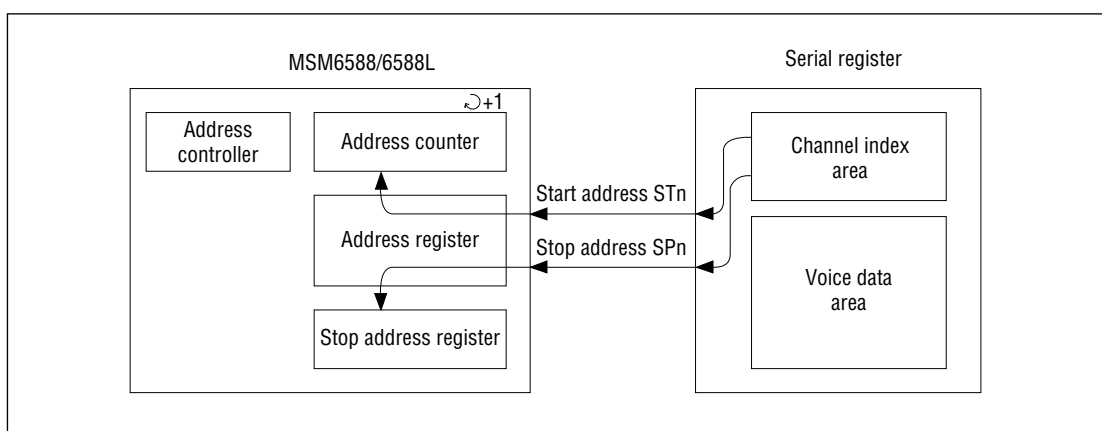 MSM6588/6588L
Serial register
+1
Address
controller
Address counter
Channel index
area
Start address STn
Address register
Stop address SPn
Voice data
area
Stop address register